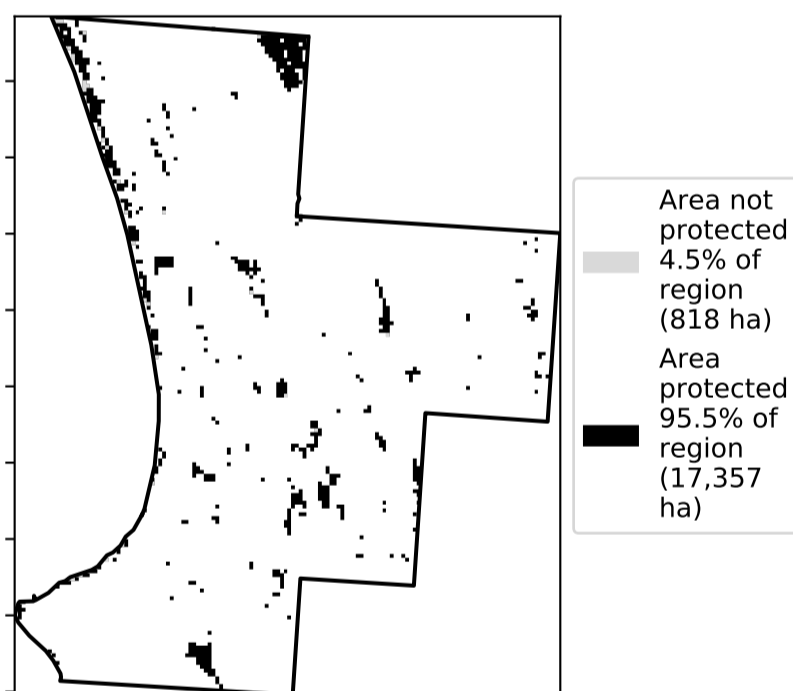 Area not
protected
4.5% of
region
(818 ha)
Area
protected
95.5% of
region
(17,357
ha)